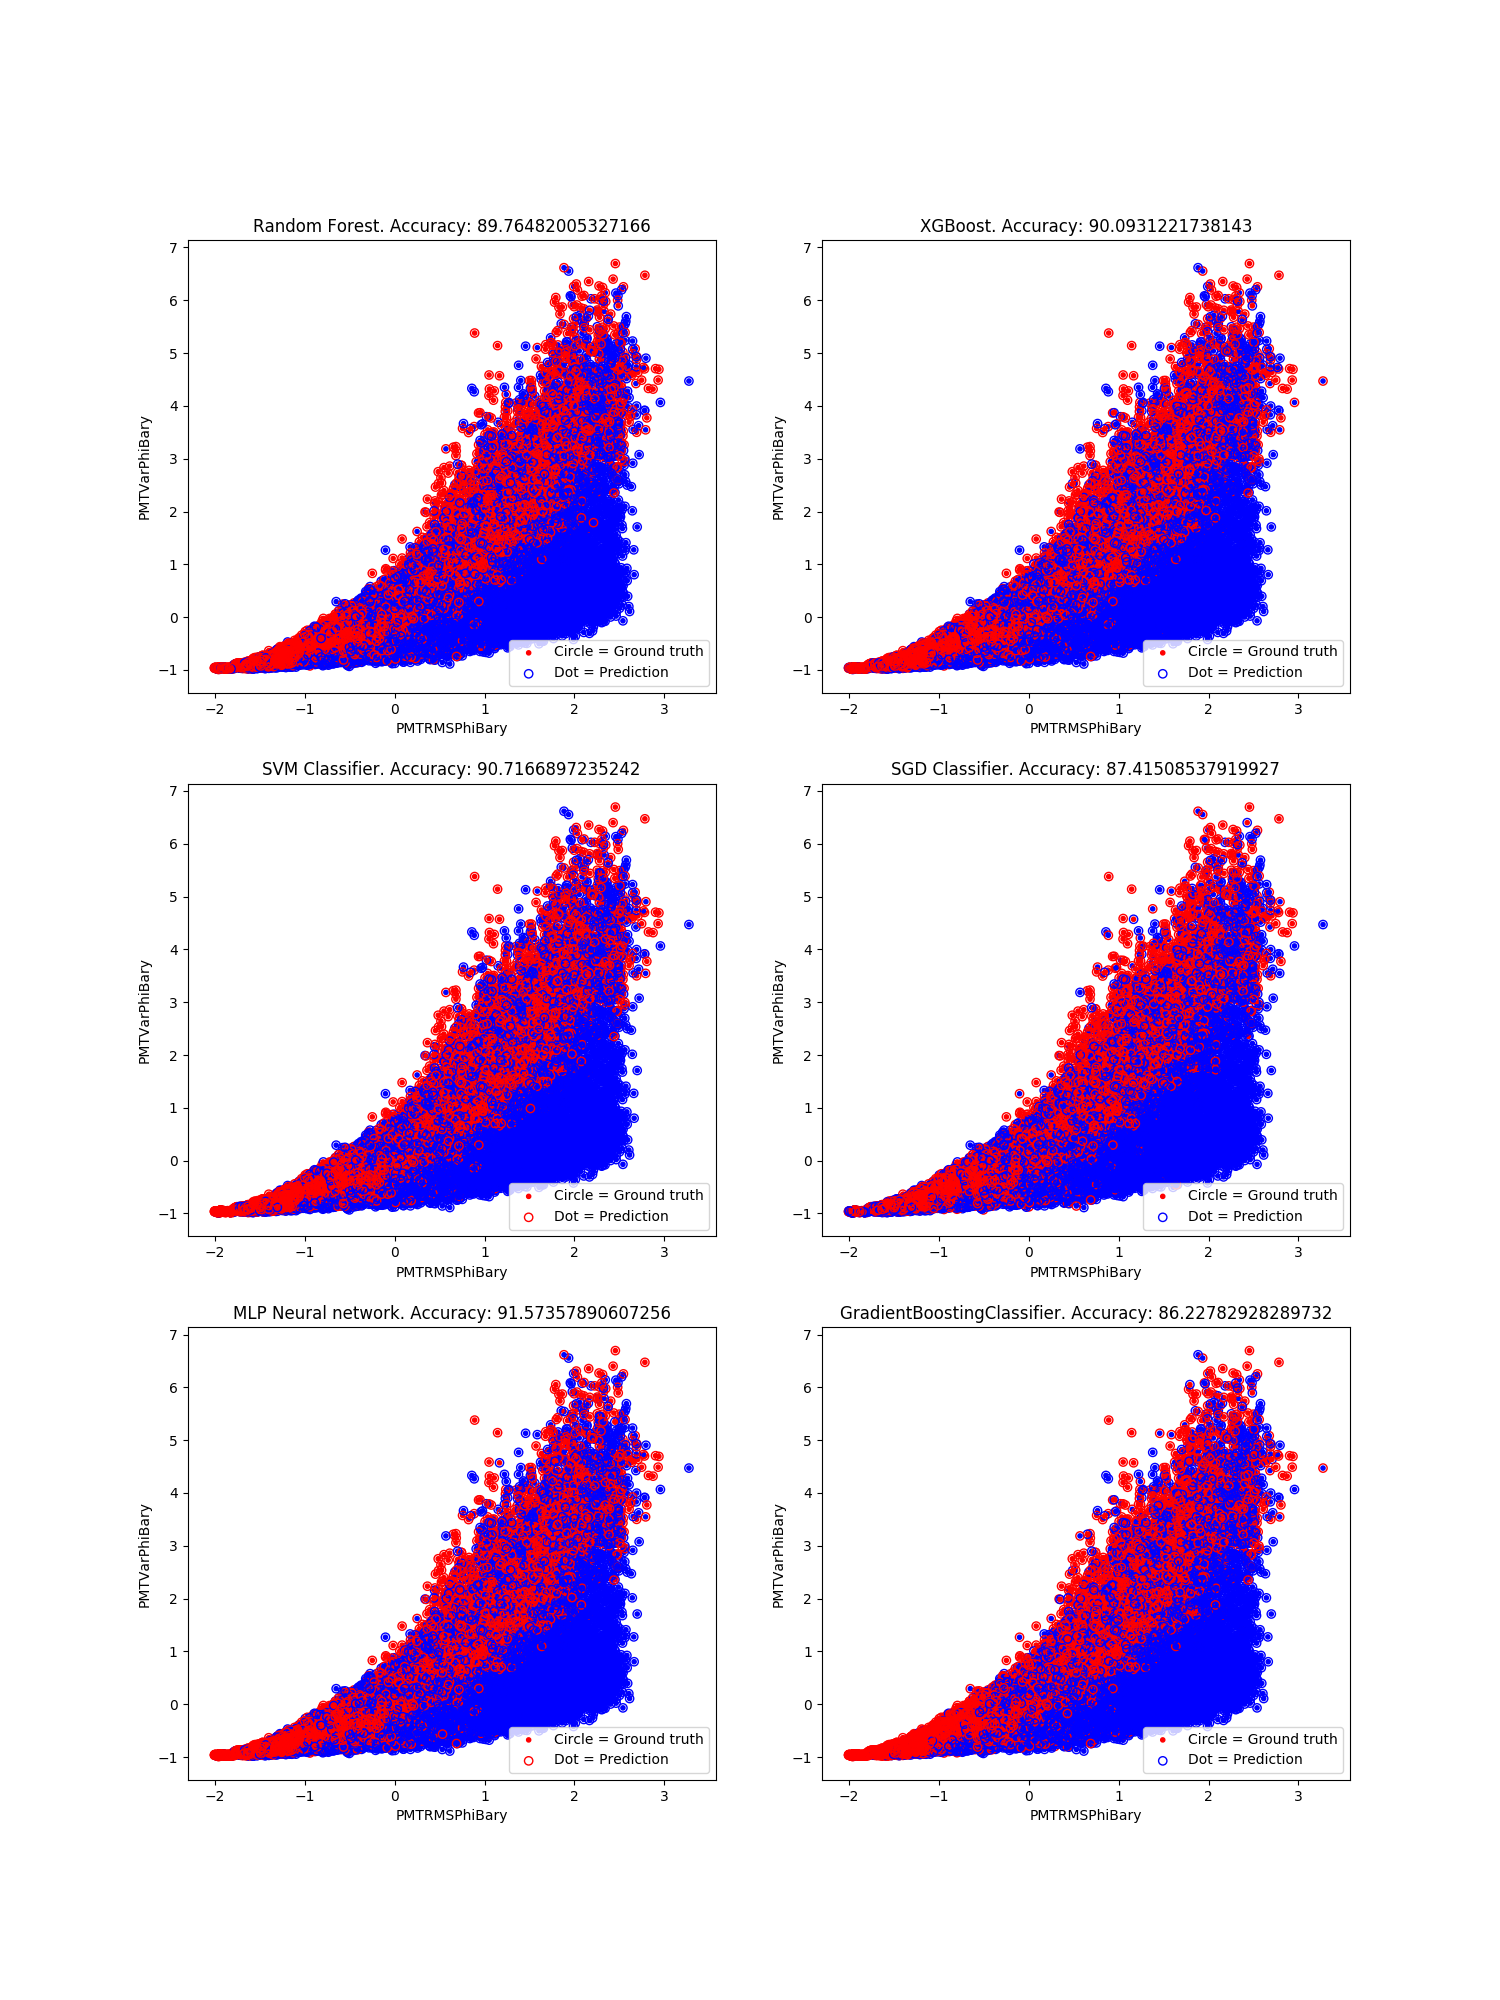 Random Forest. Accuracy: 89.76482005327166
7
6
5
4
3
2
1
0
−1
PMTVarPhiBary
Circle = Ground truth
Dot = Prediction
−2 −1 0 1 2 3
PMTRMSPhiBary
XGBoost. Accuracy: 90.0931221738143
7
6
5
4
3
2
1
0
−1
PMTVarPhiBary
Circle = Ground truth
Dot = Prediction
−2 −1 0 1 2 3
PMTRMSPhiBary
SVM Classifier. Accuracy: 90.7166897235242
7
6
5
4
3
2
1
0
−1
PMTVarPhiBary
Circle = Ground truth
Dot = Prediction
−2 −1 0 1 2 3
PMTRMSPhiBary
SGD Classifier. Accuracy: 87.41508537919927
7
6
5
4
3
2
1
0
−1
PMTVarPhiBary
Circle = Ground truth
Dot = Prediction
−2 −1 0 1 2 3
PMTRMSPhiBary
MLP Neural network. Accuracy: 91.57357890607256
7
6
5
4
3
2
1
0
−1
PMTVarPhiBary
Circle = Ground truth
Dot = Prediction
−2 −1 0 1 2 3
PMTRMSPhiBary
GradientBoostingClassifier. Accuracy: 86.22782928289732
7
6
5
4
3
2
1
0
−1
PMTVarPhiBary
Circle = Ground truth
Dot = Prediction
−2 −1 0 1 2 3
PMTRMSPhiBary